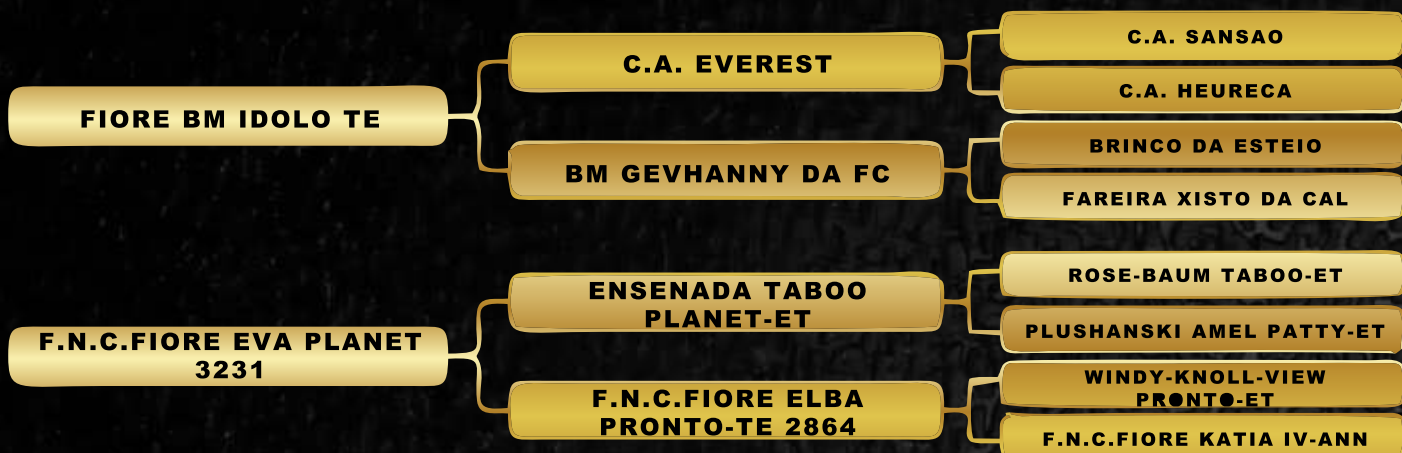 FIORE BM IDOLO TE
C.A. EVEREST
C.A. SANSAO
C.A. HEURECA
BM GEVHANNY DA FC
BRINCO DA ESTEIO
FAREIRA XISTO DA CAL
F.N.C.FIORE EVA PLANET
3231
ENSENADA TABOO
PLANET-ET
ROSE-BAUM TABOO-ET
PLUSHANSKI AMEL PATTY-ET
F.N.C.FIORE ELBA
PRONTO-TE 2864
WINDY-KNOLL-VIEW
PRONTO-ET
F.N.C.FIORE KATIA IV-ANN